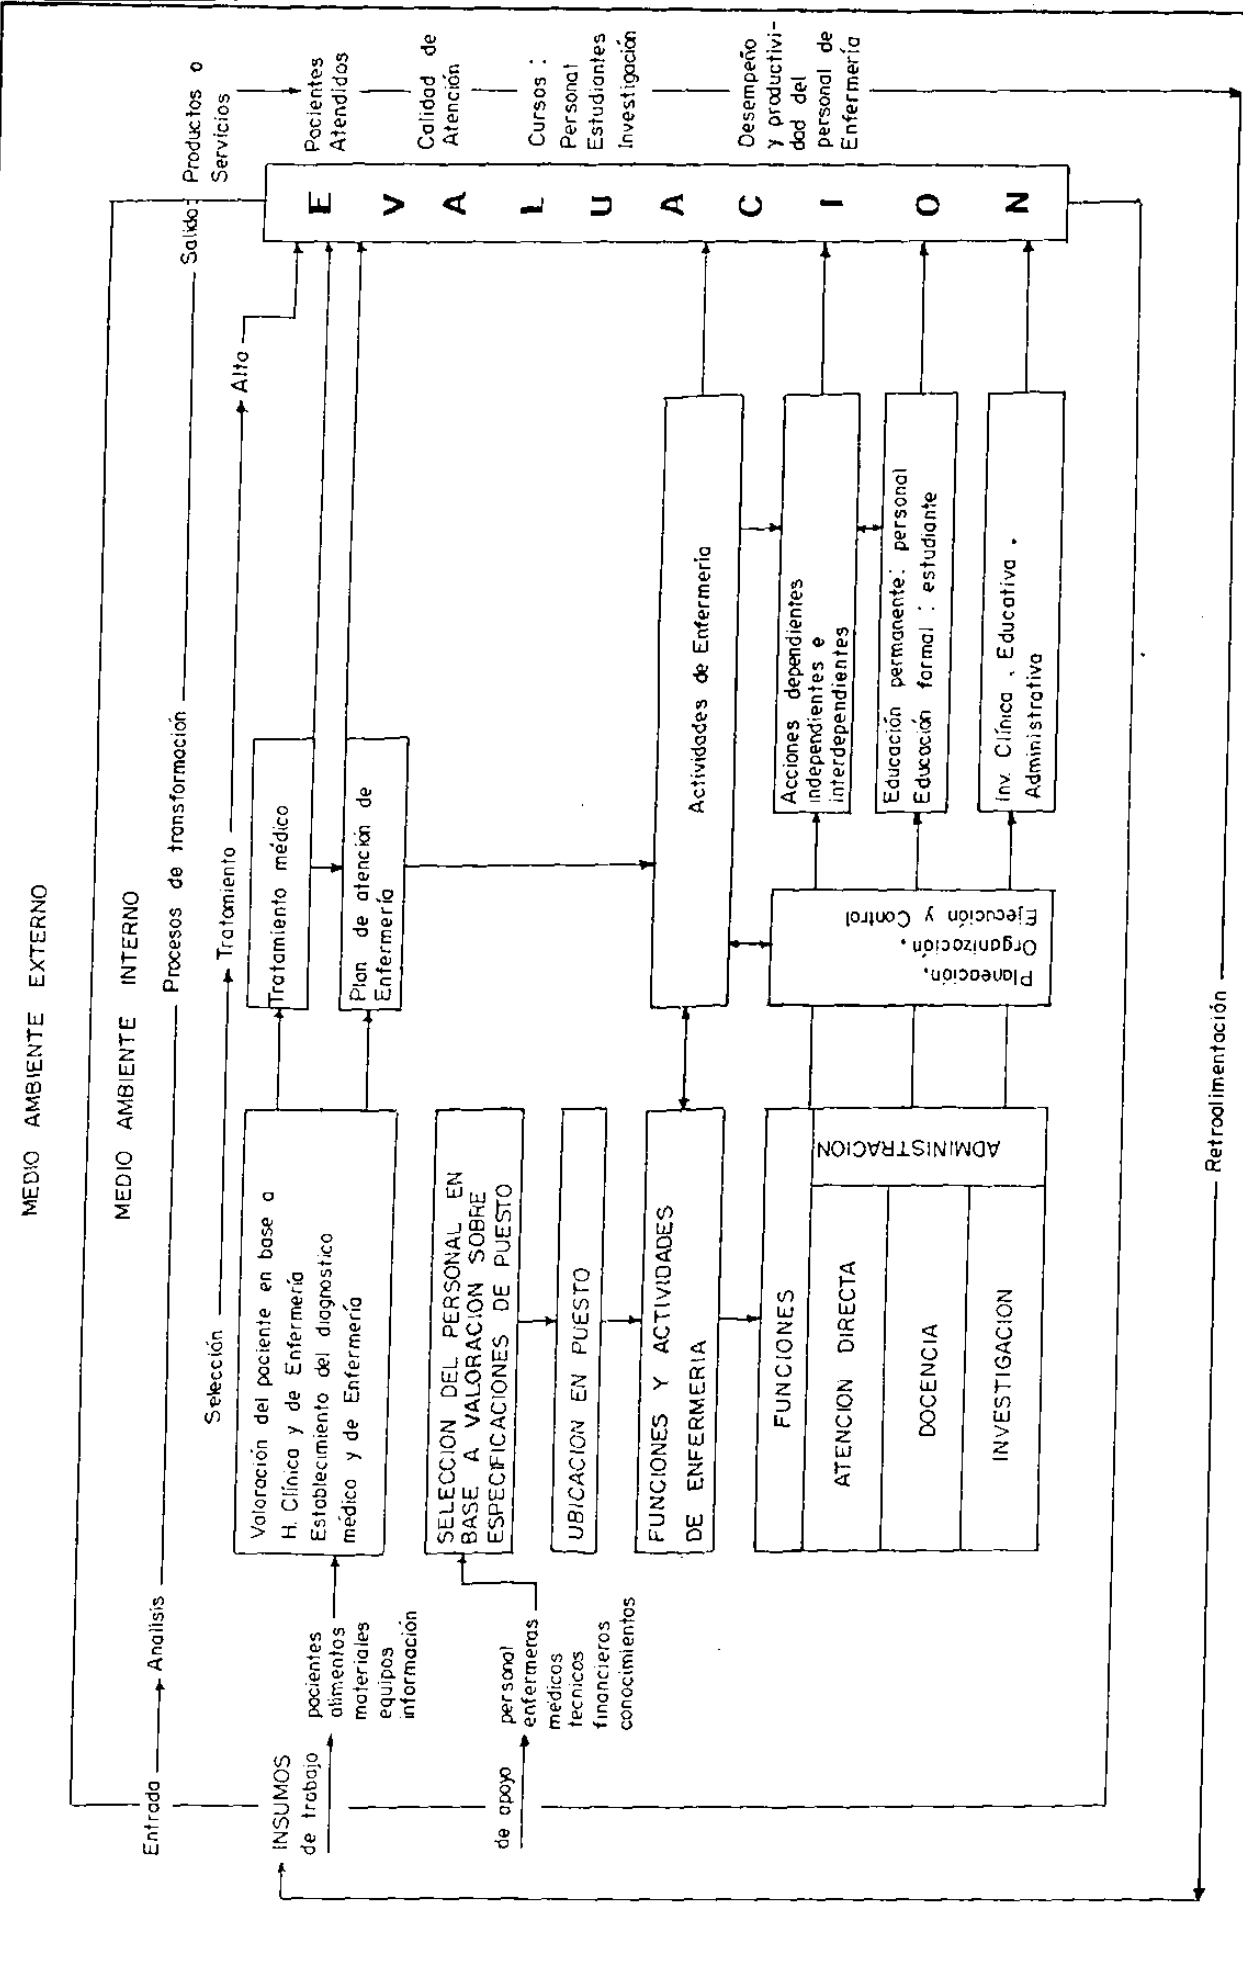 MEDIO AMBIENTE EXTERNO
MEDIO AMBIENTE INTERNO
Entrada
Analisis
Procesos de transformación
Salida:
Productos o
Servicios
Selección
Tratamiento
Alta
INSUMOS
de trabajo
pacientes
alimentos
materiales
equipos
información
de apoyo
personal
enfermeras
médicos
tecnicos
financieros
conocimientos
Valoración del paciente en base a
H. Clínica y de Enfermería
Establecimiento del diagnostico
médico y de Enfermería
Tratamiento médico
Plan de atencion de
Enfermería
SELECCION DEL PERSONAL EN
BASE A VALORACION SOBRE
ESPECIFICACIONES DE PUESTO
UBICACION EN PUESTO
FUNCIONES Y ACTIVIDADES
DE ENFERMERIA
Actividades de Enfermería
FUNCIONES
ATENCION DIRECTA
DOCENCIA
INVESTIGACION
ADMINISTRACION
Planeación.
Organización.
Ejecución y Control
Acciones dependientes
independientes e
interdependientes
Educación permanente: personal
Educación formal : estudiante
Inv. Clínica , Educativa .
Administrativa
EVALUACION
Pacientes
Atendidos
Calidad de
Atención
Cursos :
Personal
Estudiantes
Investigación
Desempeño
y productivi-
dad del
personal de
Enfermería
Retroalimentación